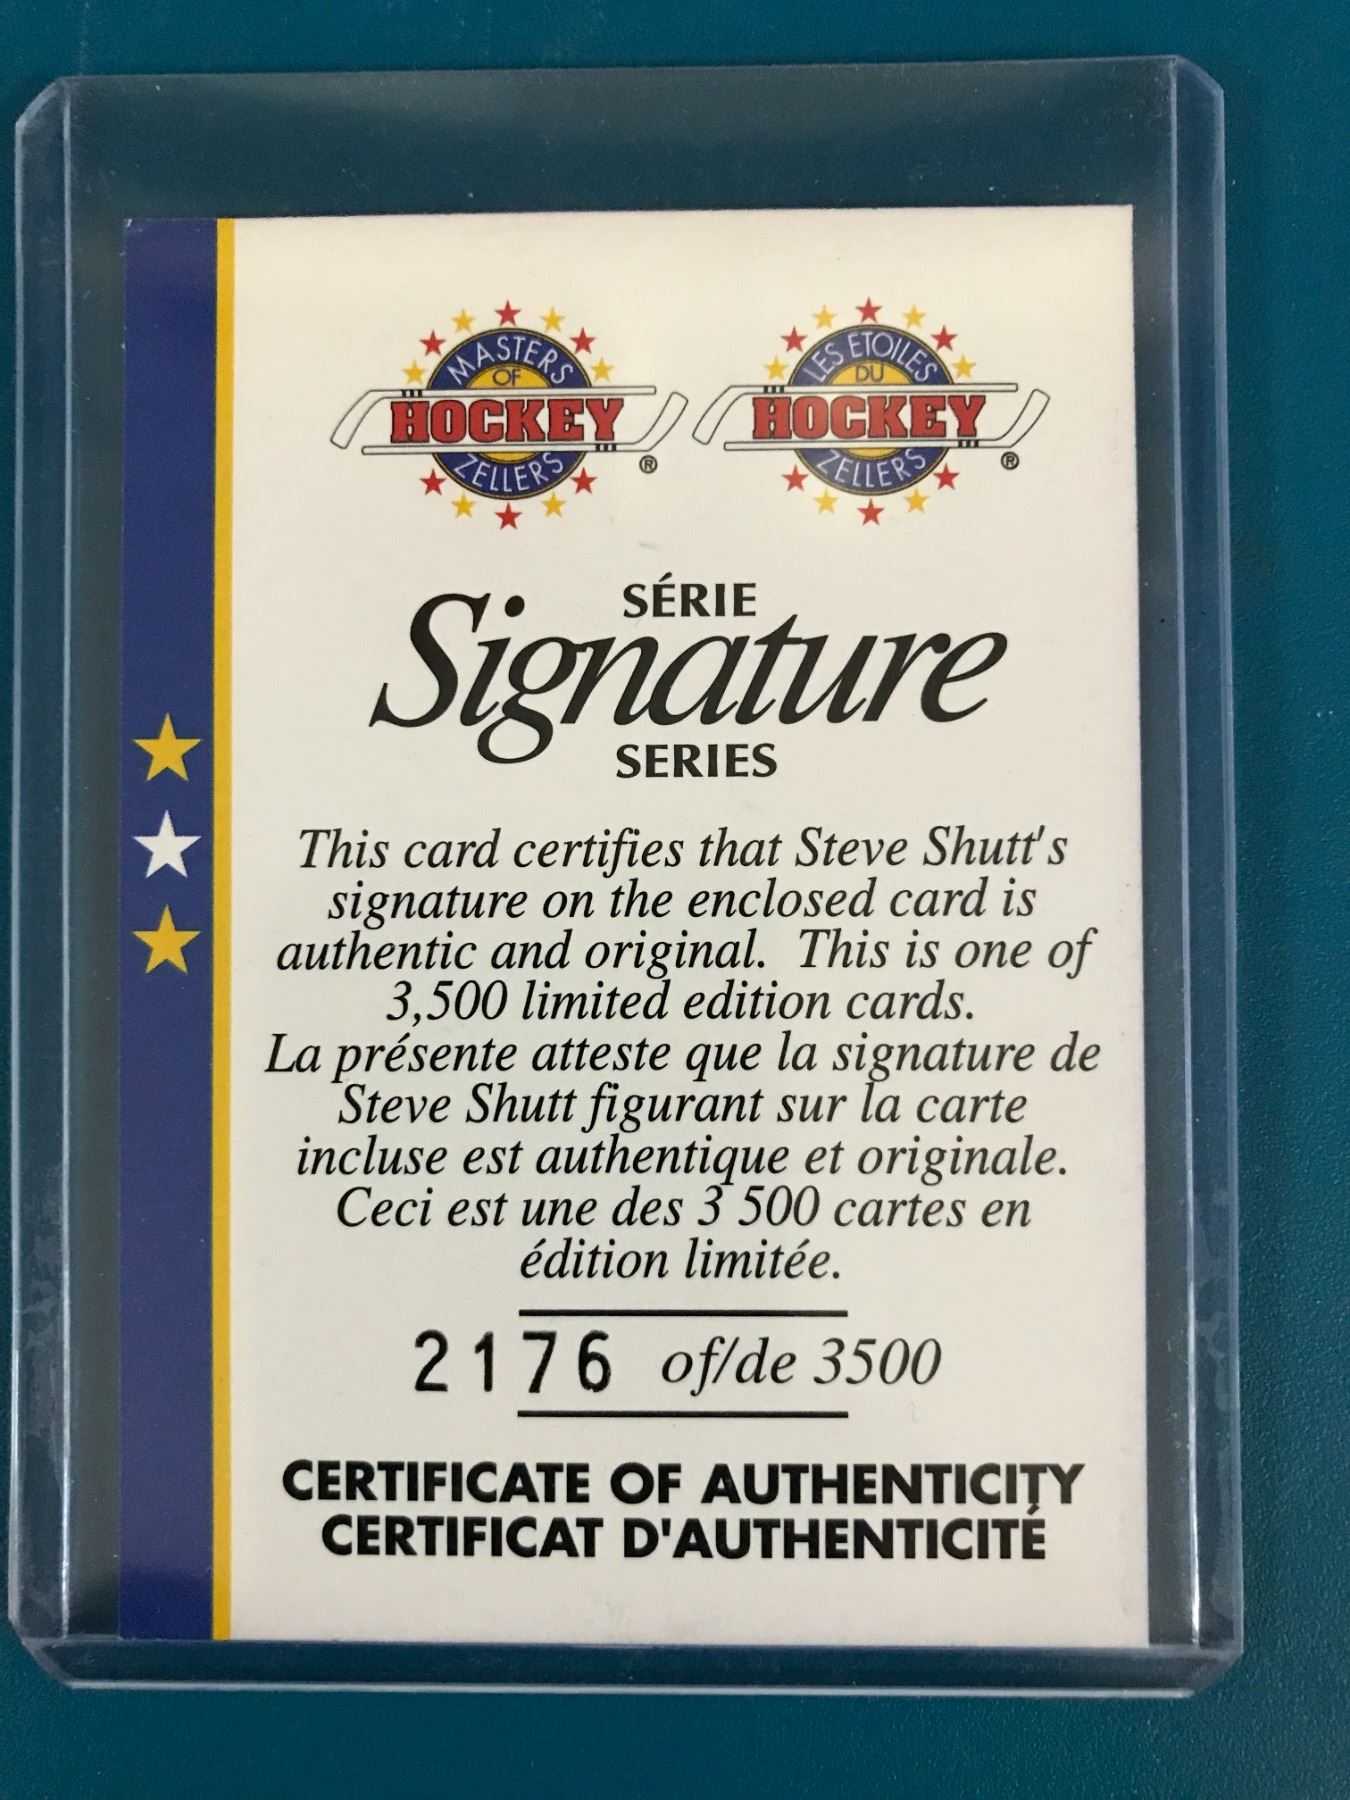 MASTERS
OF
HOCKEY
ZELLERS
®
LES ETOILES
DU
HOCKEY
ZELLERS
®
SÉRIE
Signature
SERIES
This card certifies that Steve Shutt's
signature on the enclosed card is
authentic and original.  This is one of
3,500 limited edition cards.
La présente atteste que la signature de
Steve Shutt figurant sur la carte
incluse est authentique et originale.
Ceci est une des 3 500 cartes en
édition limitée.
2176 of/de 3500
CERTIFICATE OF AUTHENTICITY
CERTIFICAT D'AUTHENTICITÉ